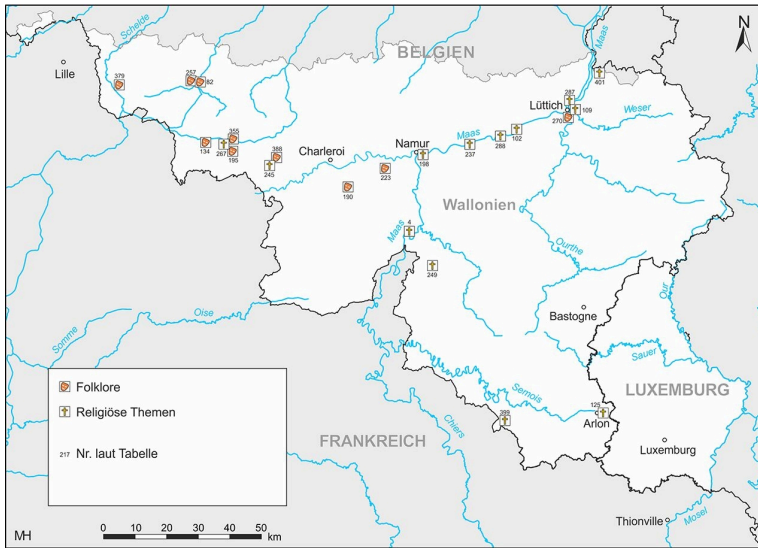 N
Schelde
BELGIEN
Maas
Lille
379
257
82
401
287
Lüttich
109
270
Weser
355
134
267
195
388
245
Charleroi
Namur
198
Maas
237
288
102
223
190
Wallonien
Maas
4
249
Ourthe
Our
Bastogne
Oise
Somme
Sauer
Semois
LUXEMBURG
399
125
Arlon
Chiers
FRANKREICH
Luxemburg
Thionville
Mosel
Folklore
Religiöse Themen
217 Nr. laut Tabelle
MH
0 10 20 30 40 50
km